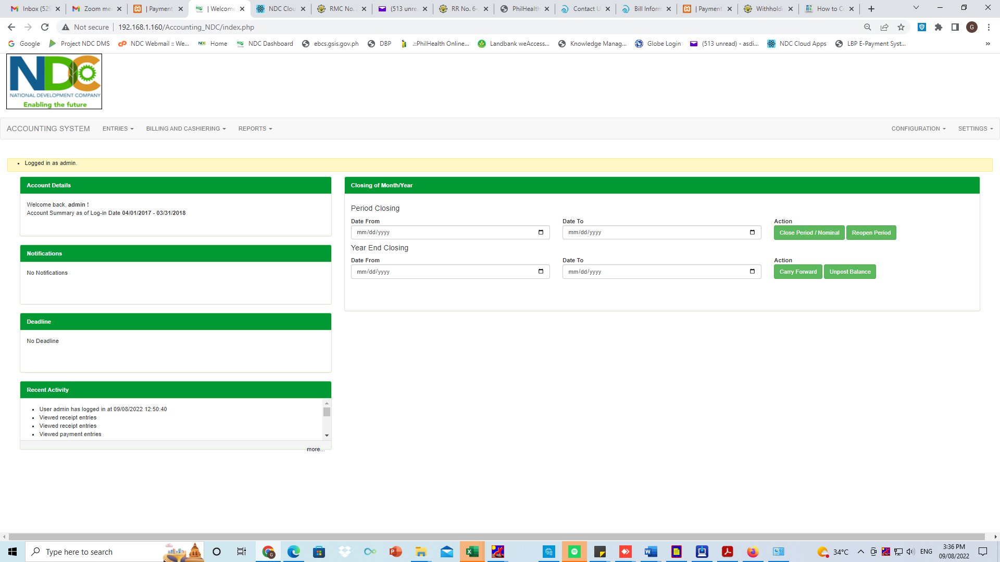 Inbox (529
Zoom me
| Payment
| Welcome
NDC Clou
RMC No.
(513 unre
RR No. 6-
PhilHealth
Contact U
Bill Inform
| Payment
Withholdi
How to Co
Not secure
192.168.1.160/Accounting_NDC/index.php
G
Google
Project NDC DMS
NDC Webmail :: We...
Home
NDC Dashboard
ebcs.gsis.gov.ph
DBP
.::PhilHealth Online...
Landbank weAccess...
Knowledge Manag...
Globe Login
(513 unread) - asdi...
NDC Cloud Apps
LBP E-Payment Syst...
»
NDC
NATIONAL DEVELOPMENT COMPANY
Enabling the future
ACCOUNTING SYSTEM
ENTRIES
BILLING AND CASHIERING
REPORTS
CONFIGURATION
SETTINGS
• Logged in as admin.
Account Details
Welcome back, admin !
Account Summary as of Log-in Date 04/01/2017 - 03/31/2018
Notifications
No Notifications
Deadline
No Deadline
Recent Activity
User admin has logged in at 09/08/2022 12:50:40
Viewed receipt entries
Viewed receipt entries
Viewed payment entries
more...
Closing of Month/Year
Period Closing
Date From
Date To
Action
mm/dd/yyyy
mm/dd/yyyy
Close Period / Nominal
Reopen Period
Year End Closing
Date From
Date To
Action
mm/dd/yyyy
mm/dd/yyyy
Carry Forward
Unpost Balance
Type here to search
34°C
ENG
3:36 PM
09/08/2022